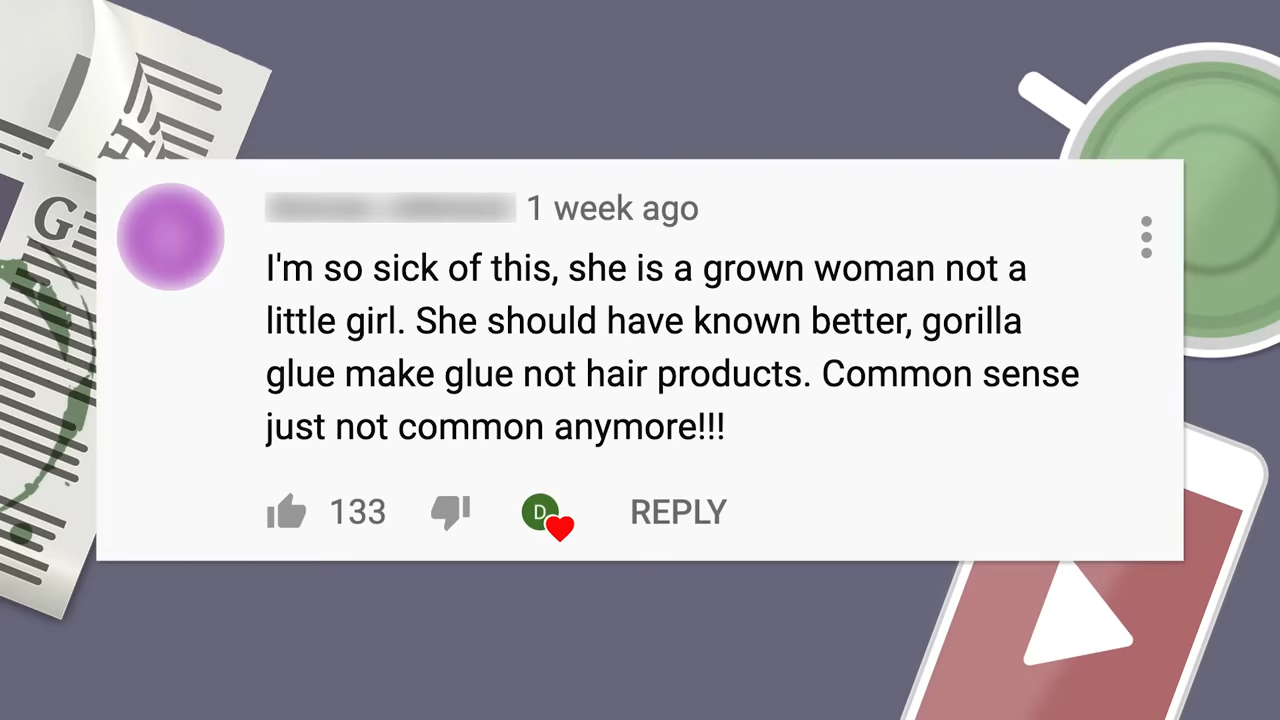 1 week ago
I'm so sick of this, she is a grown woman not a
little girl. She should have known better, gorilla
glue make glue not hair products. Common sense
just not common anymore!!!
133
D
REPLY
H
G